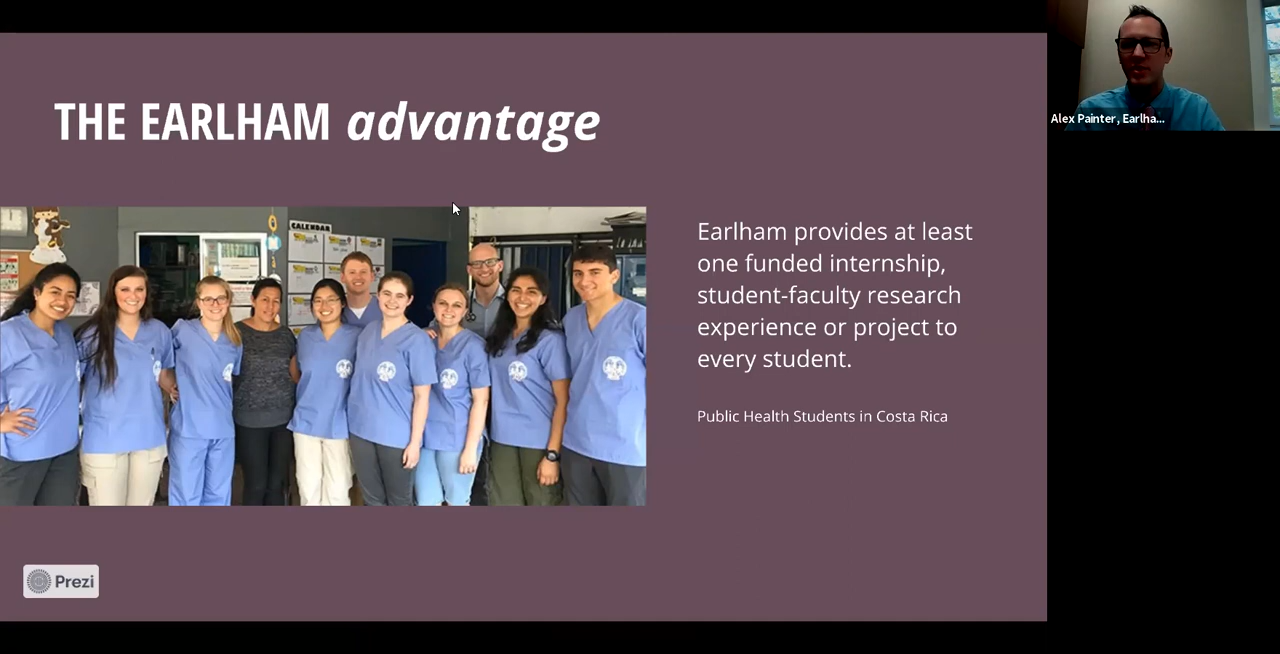 THE EARLHAM advantage
Alex Painter, Earlha...
CALENDAR
Earlham provides at least
one funded internship,
student-faculty research
experience or project to
every student.
Public Health Students in Costa Rica
Prezi